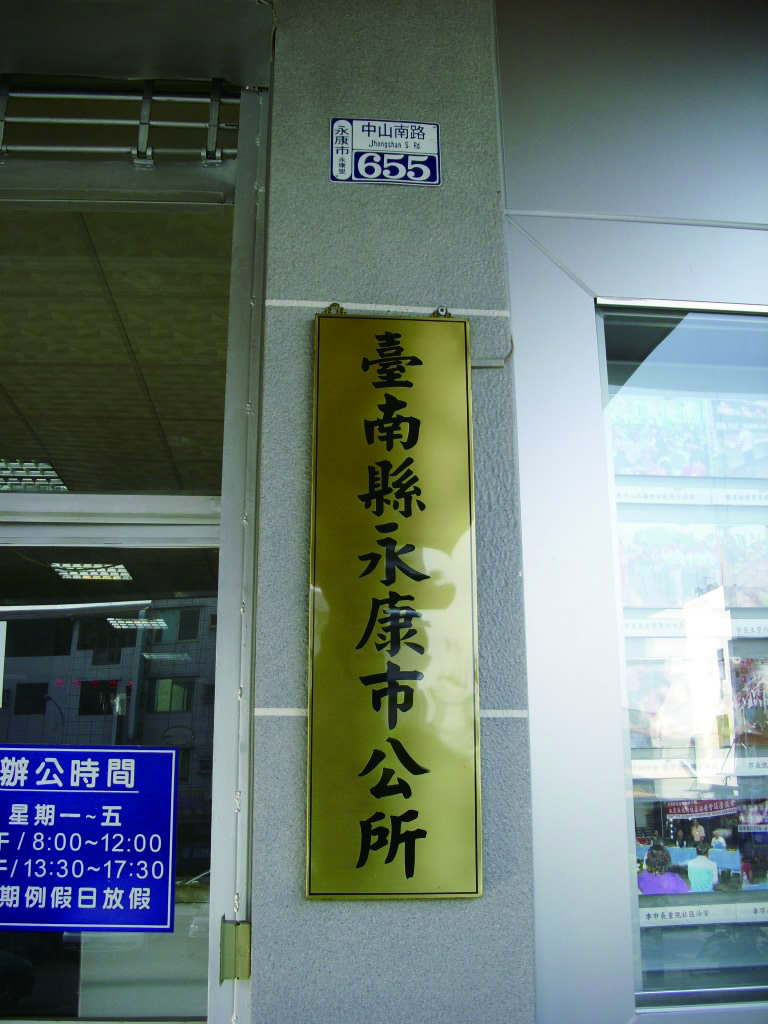 永康市永康里
中山南路
Jhongshan S. Rd.
655
臺南縣永康市公所
辦公時間
星期一~五
午/8:00~12:00
午/13:30~17:30
期例假日放假